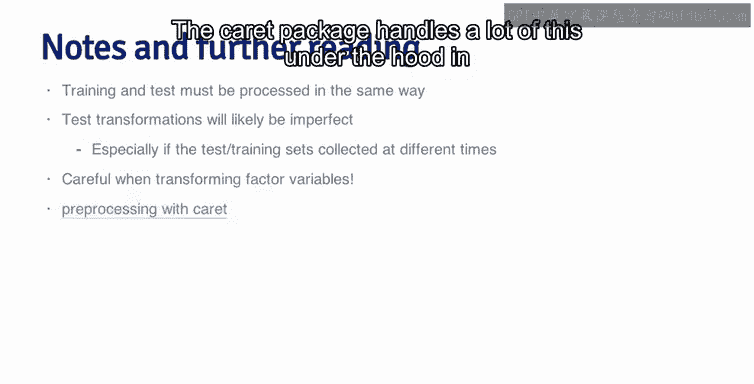 The caret package handles a lot of this
under the hood in
Notes and further reading
· Training and test must be processed in the same way
· Test transformations will likely be imperfect
- Especially if the test/training sets collected at different times
· Careful when transforming factor variables!
· preprocessing with caret